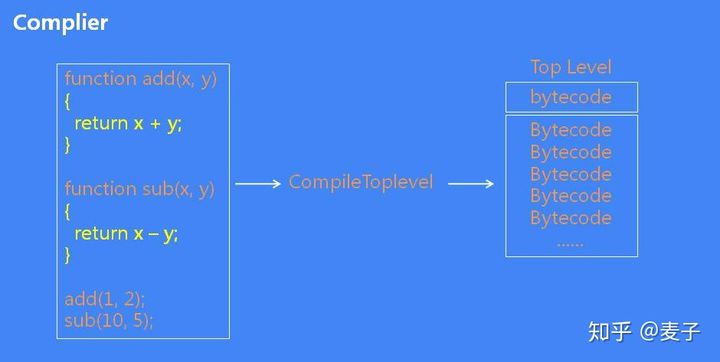 Complier
function add(x, y)
{
return x + y;
}
function sub(x, y)
{
return x – y;
}
add(1, 2);
sub(10, 5);
CompileToplevel
Top Level
bytecode
Bytecode
Bytecode
Bytecode
Bytecode
Bytecode
......
知乎 @麦子